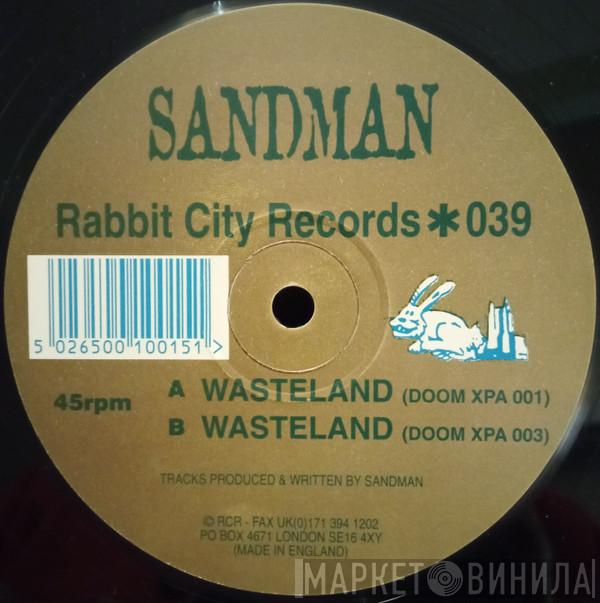 SANDMAN
Rabbit City Records * 039
5 026500 100151 >
45rpm
A WASTELAND (DOOM XPA 001)
B WASTELAND (DOOM XPA 003)
TRACKS PRODUCED & WRITTEN BY SANDMAN
© RCR - FAX UK(0)171 394 1202
PO BOX 4671 LONDON SE16 4XY
(MADE IN ENGLAND)
МАРКЕТ ВИНИЛА